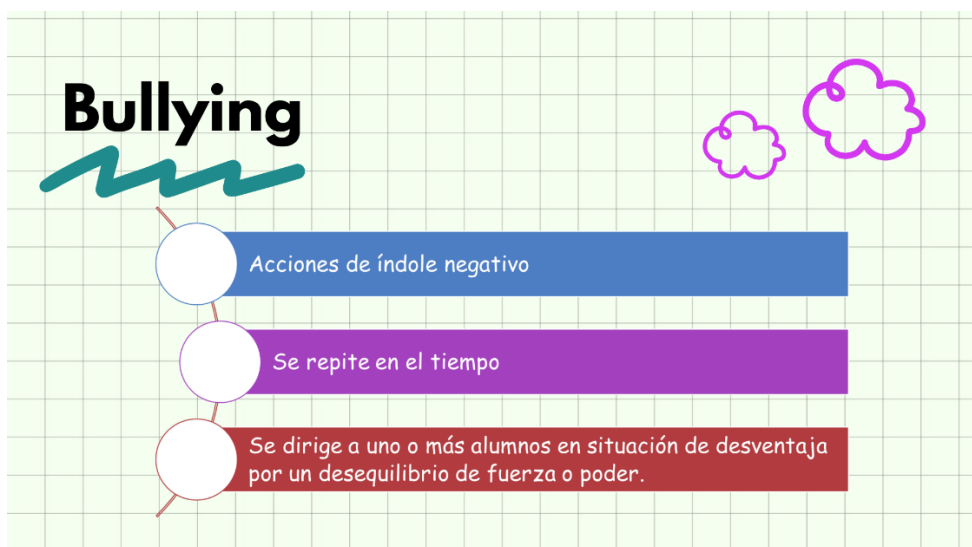 Bullying
Acciones de índole negativo
Se repite en el tiempo
Se dirige a uno o más alumnos en situación de desventaja
por un desequilibrio de fuerza o poder.